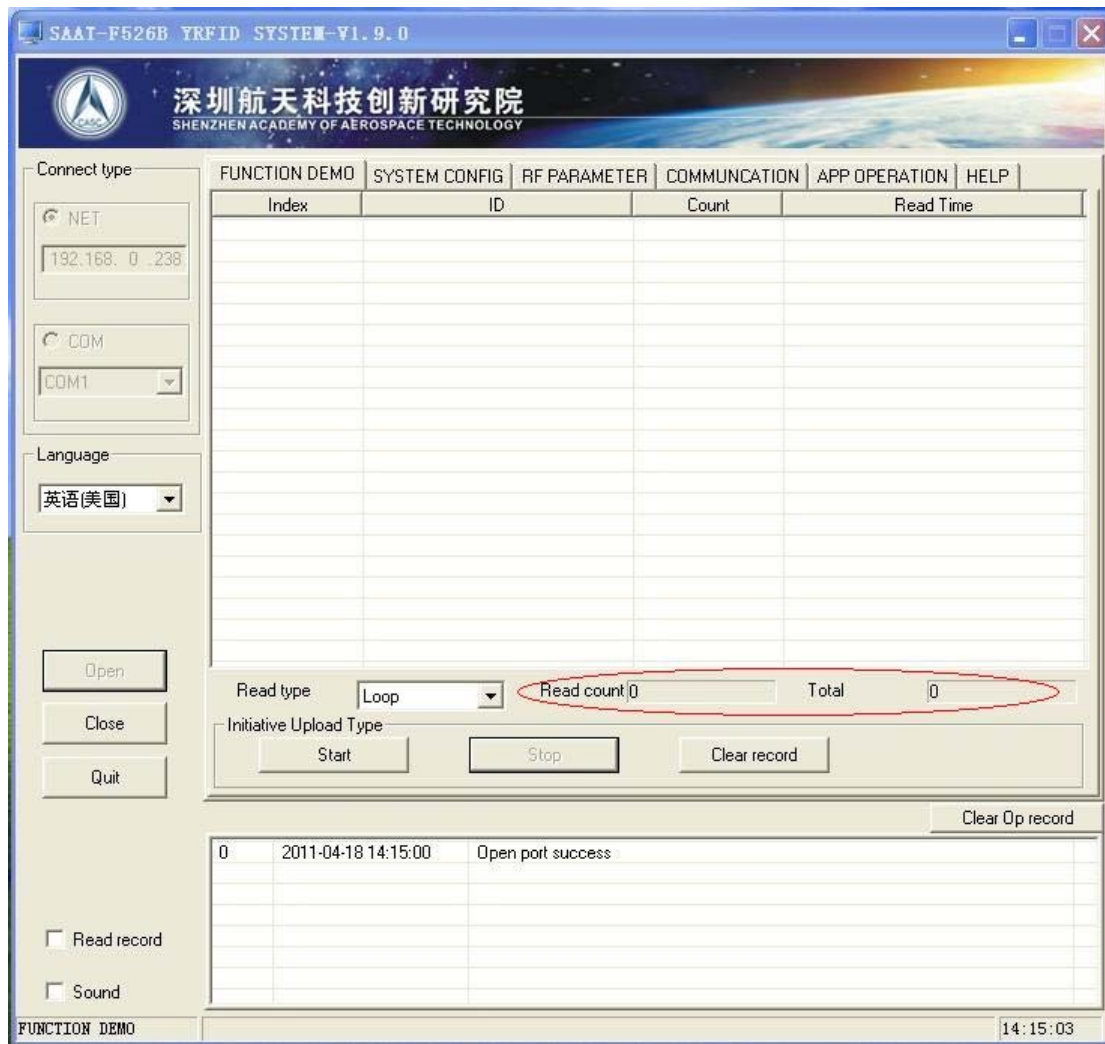 SAAT-F526B YRFID SYSTEM-V1.9.0
CASC
深圳航天科技创新研究院
SHENZHEN ACADEMY OF AEROSPACE TECHNOLOGY
Connect type
NET
192.168. 0 .238
COM
COM1
Language
英语(美国)
Open
Close
Quit
Read record
Sound
FUNCTION DEMO SYSTEM CONFIG RF PARAMETER COMMUNCATION APP OPERATION HELP
Index ID Count Read Time
Read type Loop Read count 0 Total 0
Initiative Upload Type
Start Stop Clear record
Clear Op record
0 2011-04-18 14:15:00 Open port success
FUNCTION DEMO 14:15:03